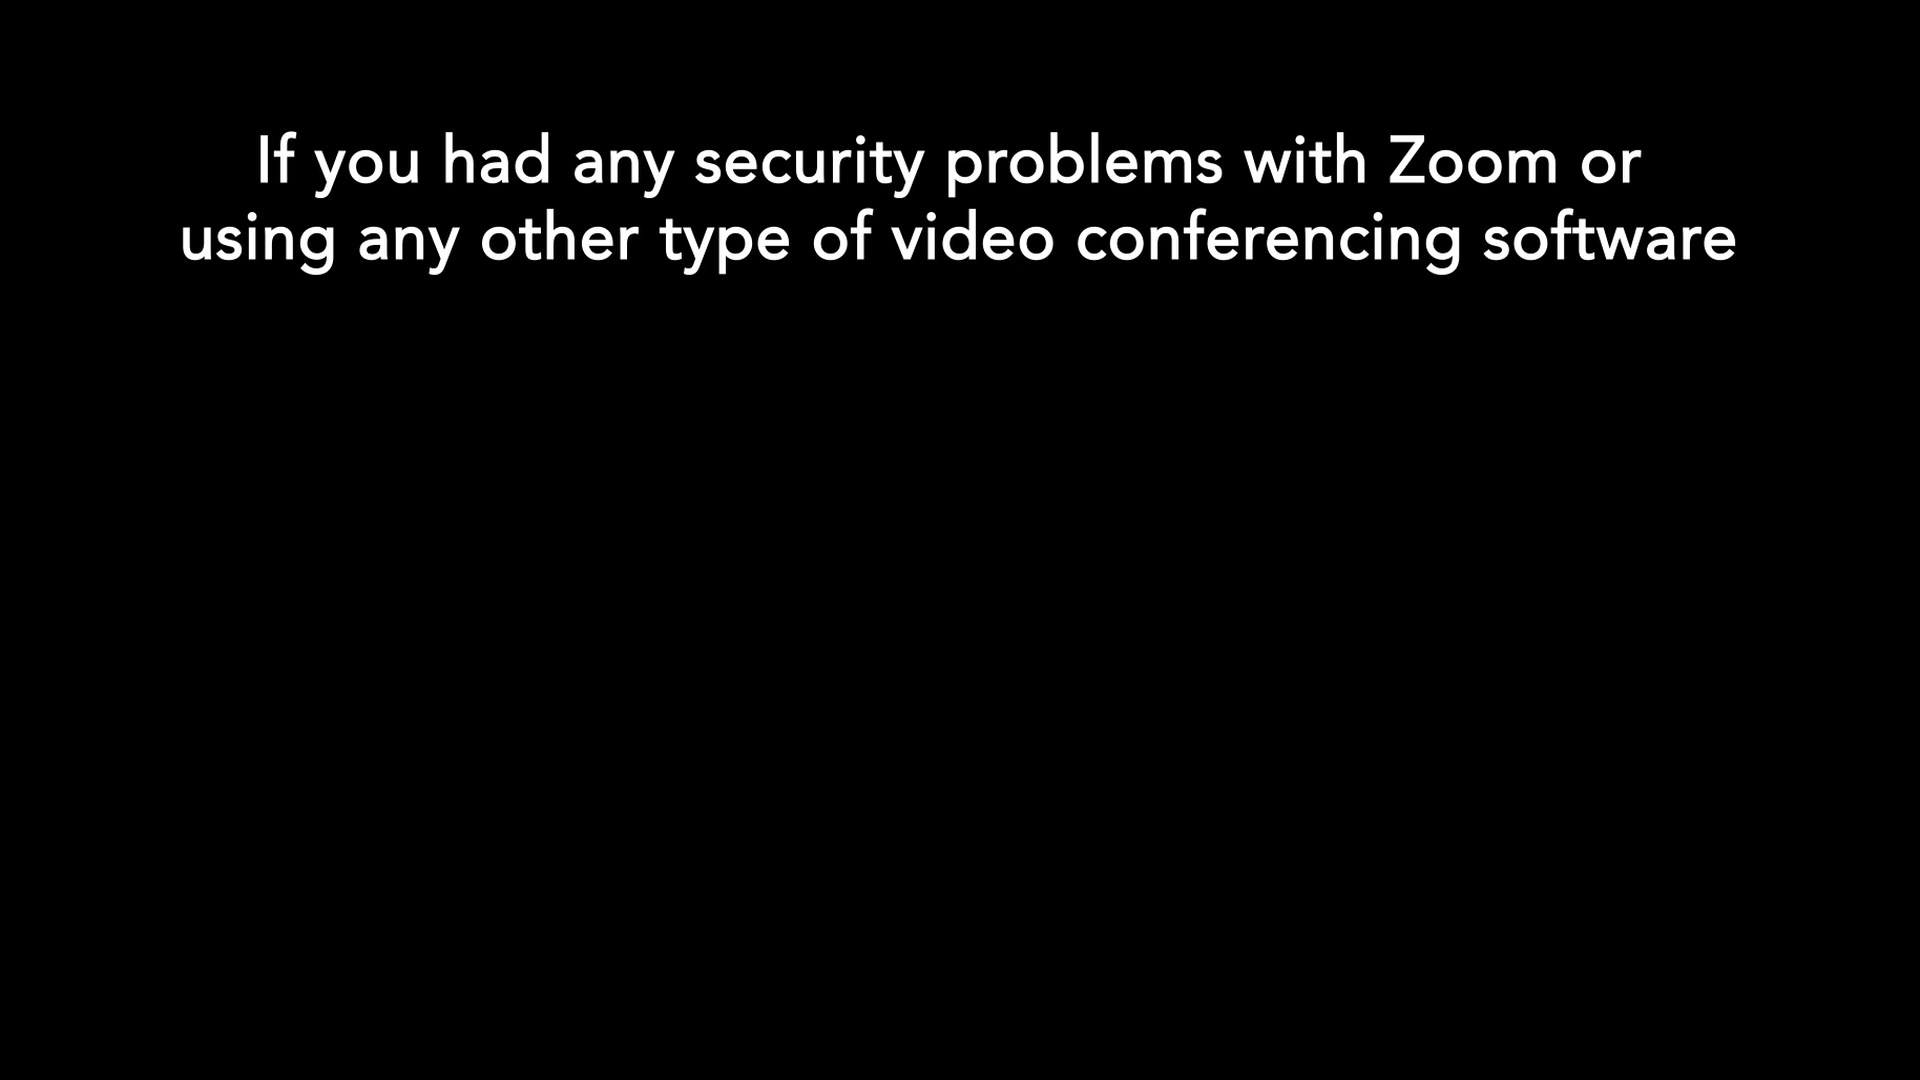 If you had any security problems with Zoom or
using any other type of video conferencing software